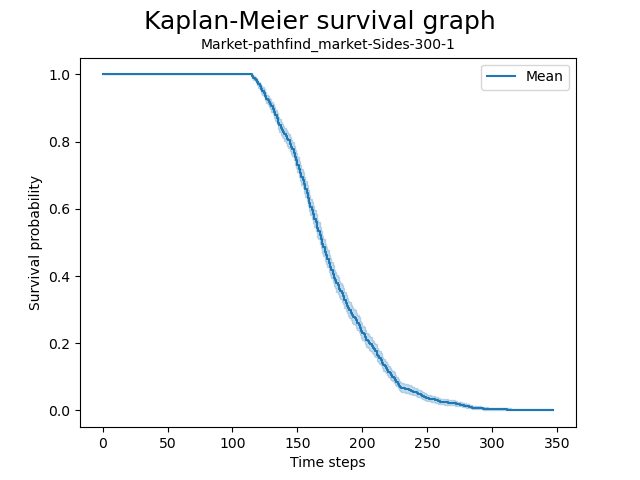 Kaplan-Meier survival graph
Market-pathfind_market-Sides-300-1
Mean
Survival probability
1.0
0.8
0.6
0.4
0.2
0.0
0 50 100 150 200 250 300 350
Time steps